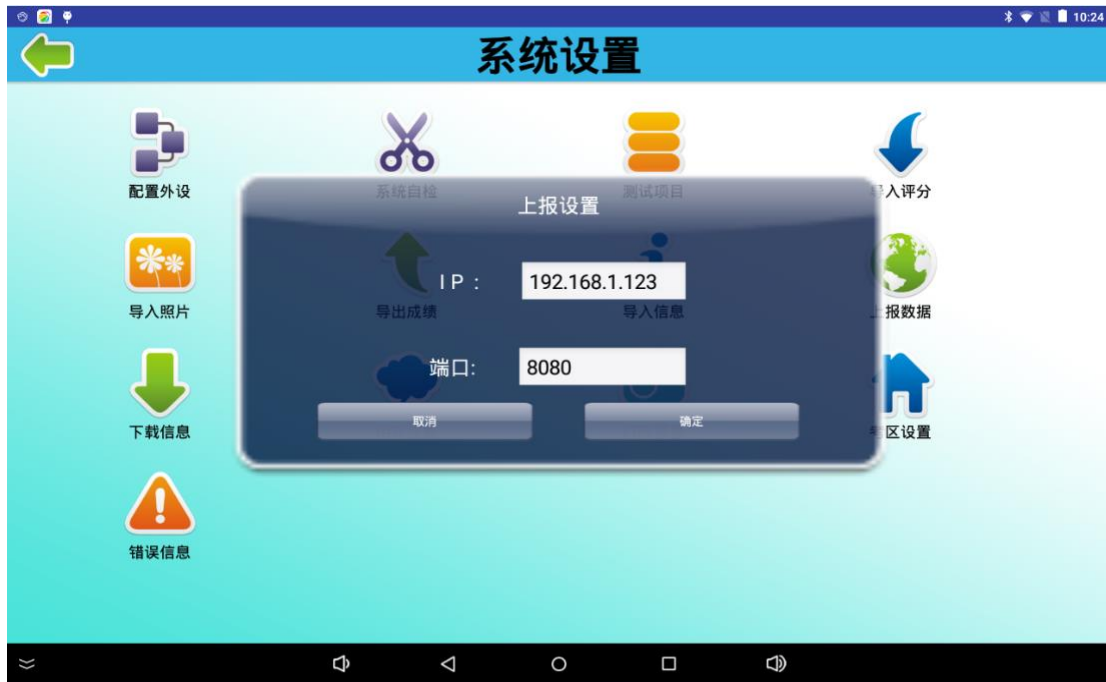 10:24
系统设置
配置外设
系统自检
测试项目
导入评分
上报设置
IP:
192.168.1.123
导入照片
导出成绩
导入信息
上报数据
端口:
8080
取消
确定
下载信息
区设置
错误信息